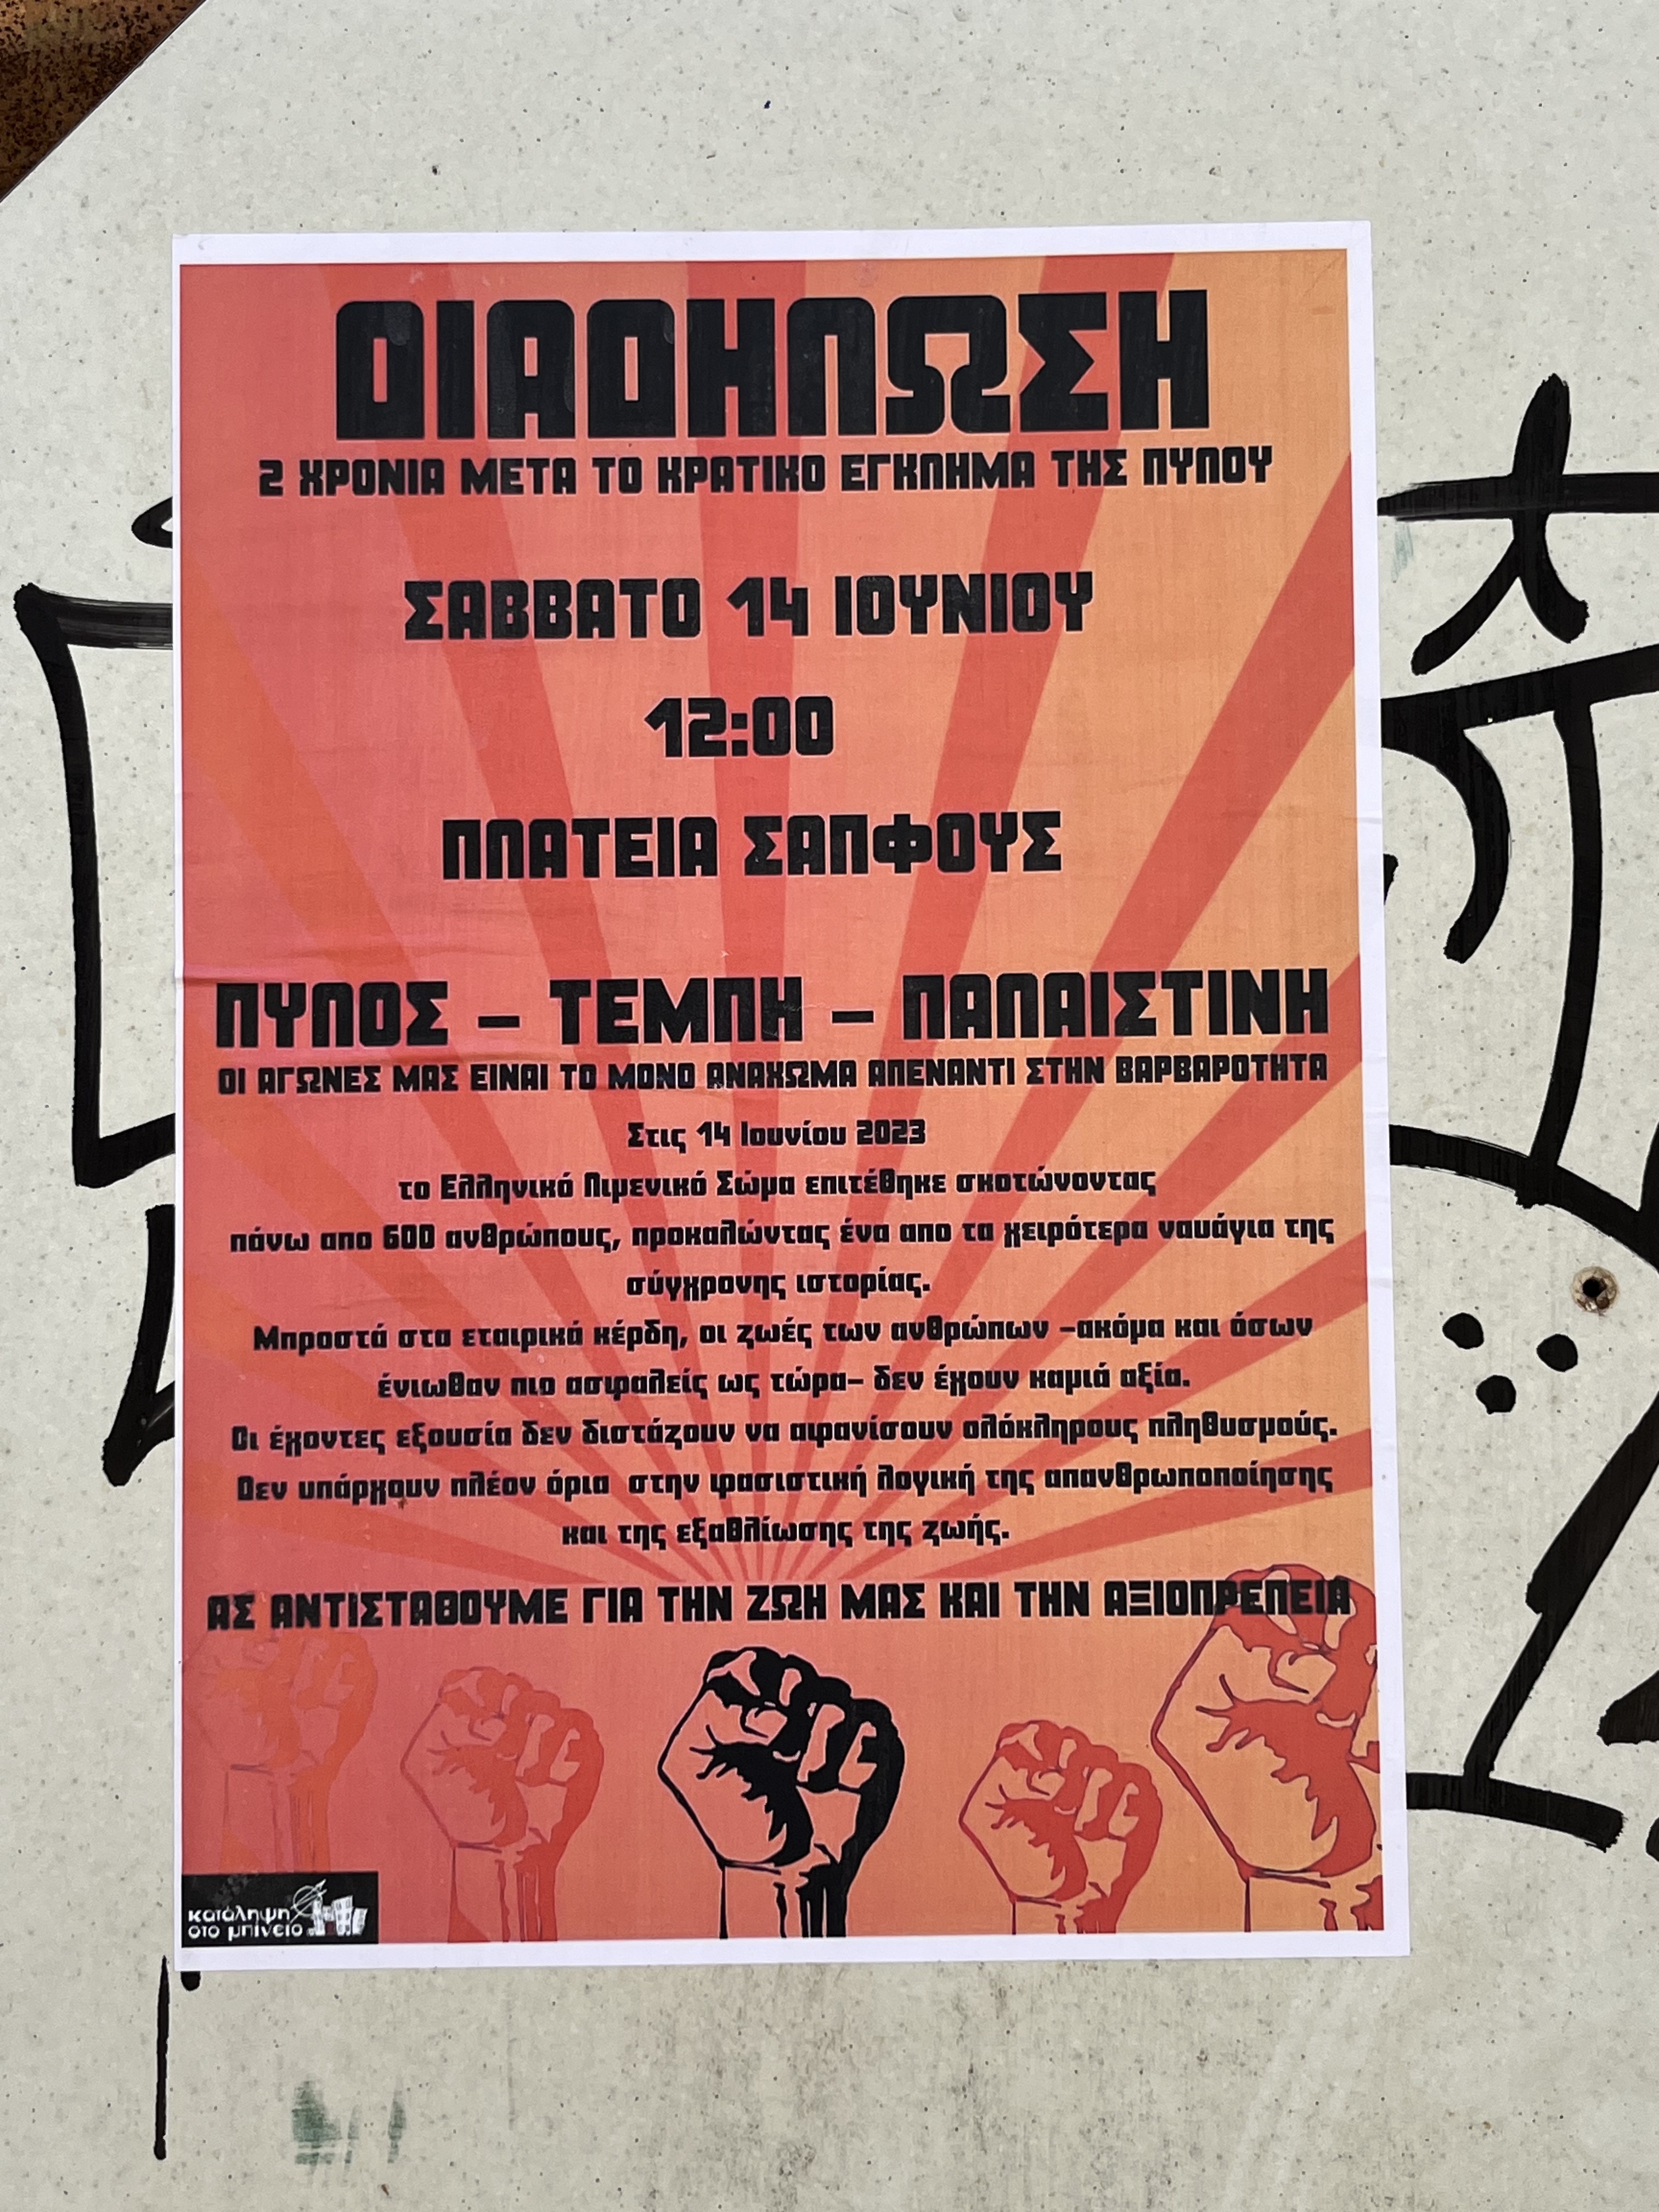 ΔΙΑΔΗΛΩΣΗ
2 ΧΡΟΝΙΑ ΜΕΤΑ ΤΟ ΚΡΑΤΙΚΟ ΕΓΚΛΗΜΑ ΤΗΣ ΠΥΛΟΥ
ΣΑΒΒΑΤΟ 14 ΙΟΥΝΙΟΥ
12:00
ΠΛΑΤΕΙΑ ΣΑΠΦΟΥΣ
ΠΥΛΟΣ – ΤΕΜΠΗ – ΠΑΛΑΙΣΤΙΝΗ
ΟΙ ΑΓΩΝΕΣ ΜΑΣ ΕΙΝΑΙ ΤΟ ΜΟΝΟ ΑΝΑΧΩΜΑ ΑΠΕΝΑΝΤΙ ΣΤΗΝ ΒΑΡΒΑΡΟΤΗΤΑ
Στις 14 Ιουνίου 2023
το Ελληνικό Λιμενικό Σώμα επιτέθηκε σκοτώνοντας
πάνω απο 600 ανθρώπους, προκαλώντας ένα απο τα χειρότερα ναυάγια της
σύγχρονης ιστορίας.
Μπροστά στα εταιρικά κέρδη, οι ζωές των ανθρώπων –ακόμα και όσων
ένιωθαν πιο ασφαλείς ως τώρα– δεν έχουν καμιά αξία.
Οι έχοντες εξουσία δεν διστάζουν να αφανίσουν ολόκληρους πληθυσμούς.
Δεν υπάρχουν πλέον όρια στην φασιστική λογική της απανθρωποποίησης
και της εξαθλίωσης της ζωής.
ΑΣ ΑΝΤΙΣΤΑΘΟΥΜΕ ΓΙΑ ΤΗΝ ΖΩΗ ΜΑΣ ΚΑΙ ΤΗΝ ΑΞΙΟΠΡΕΠΕΙΑ
κατάληψη
στο μπίνειο